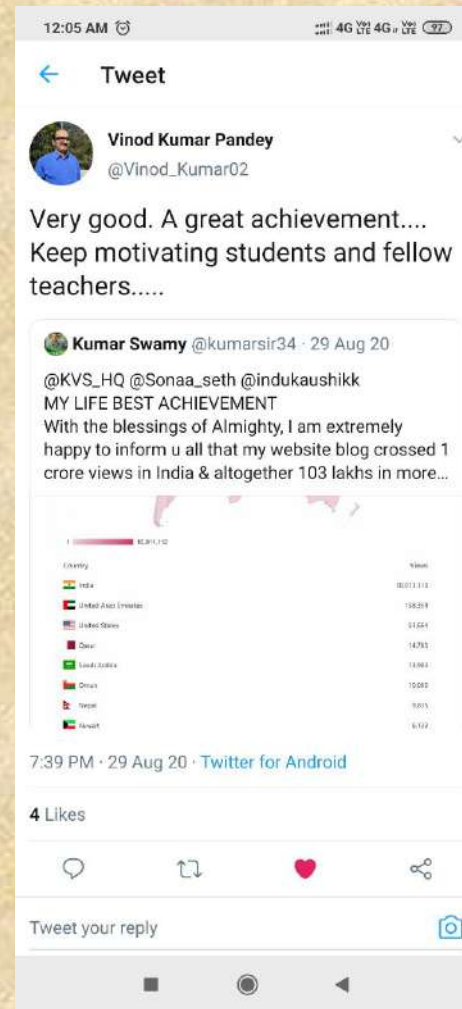 12:05 AM
4G 4G 97
Tweet
Vinod Kumar Pandey
@Vinod_Kumar02
Very good. A great achievement....
Keep motivating students and fellow
teachers.....
Kumar Swamy @kumarsir34 · 29 Aug 20
@KVS_HQ @Sonaa_seth @indukaushikk
MY LIFE BEST ACHIEVEMENT
With the blessings of Almighty, I am extremely
happy to inform u all that my website blog crossed 1
crore views in India & altogether 103 lakhs in more...
Country Views
India
United Arab Emirates
United States
Qatar
Saudi Arabia
Oman
Nepal
Kuwait
7:39 PM · 29 Aug 20 · Twitter for Android
4 Likes
Tweet your reply